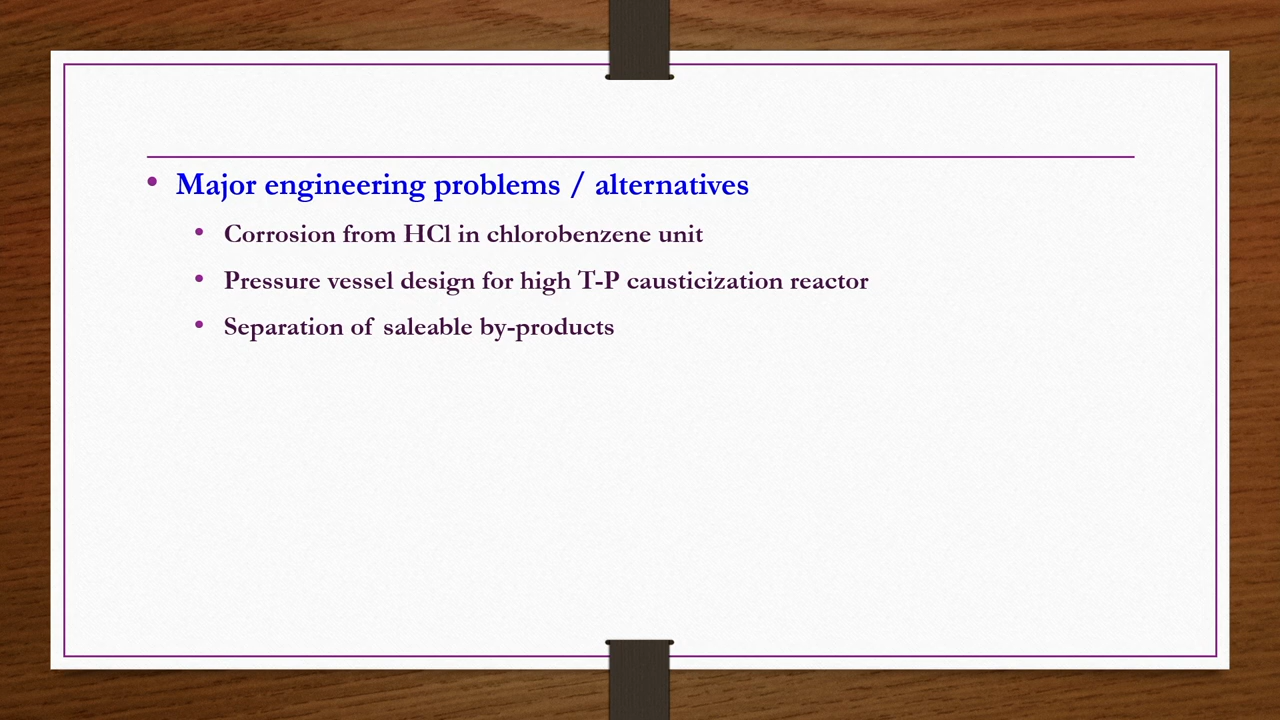 • Major engineering problems / alternatives
• Corrosion from HCl in chlorobenzene unit
• Pressure vessel design for high T-P causticization reactor
• Separation of saleable by-products